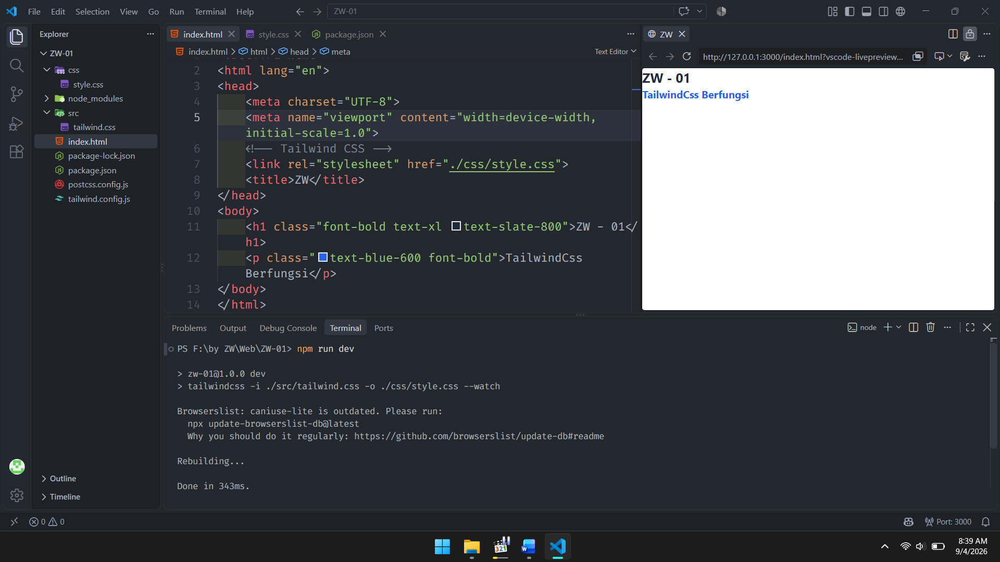 File Edit Selection View Go Run Terminal Help
ZW-01
Explorer
ZW-01
css
style.css
node_modules
src
tailwind.css
index.html
package-lock.json
package.json
postcss.config.js
tailwind.config.js
Outline
Timeline
index.html style.css package.json
index.html > html > head > meta
Text Editor
2 <html lang="en">
3 <head>
4 <meta charset="UTF-8">
5 <meta name="viewport" content="width=device-width,
initial-scale=1.0">
6 <!-- Tailwind CSS -->
7 <link rel="stylesheet" href="./css/style.css">
8 <title>ZW</title>
9 </head>
10 <body>
11 <h1 class="font-bold text-xl text-slate-800">ZW - 01</
h1>
12 <p class="text-blue-600 font-bold">TailwindCss
Berfungsi</p>
13 </body>
14 </html>
ZW
http://127.0.0.1:3000/index.html?vscode-livepreview...
ZW - 01
TailwindCss Berfungsi
Problems Output Debug Console Terminal Ports
node
PS F:\by ZW\Web\ZW-01> npm run dev
> zw-01@1.0.0 dev
> tailwindcss -i ./src/tailwind.css -o ./css/style.css --watch
Browserslist: caniuse-lite is outdated. Please run:
npx update-browserslist-db@latest
Why you should do it regularly: https://github.com/browserslist/update-db#readme
Rebuilding...
Done in 343ms.
0 0
Port: 3000
321
W
8:39 AM
9/4/2026